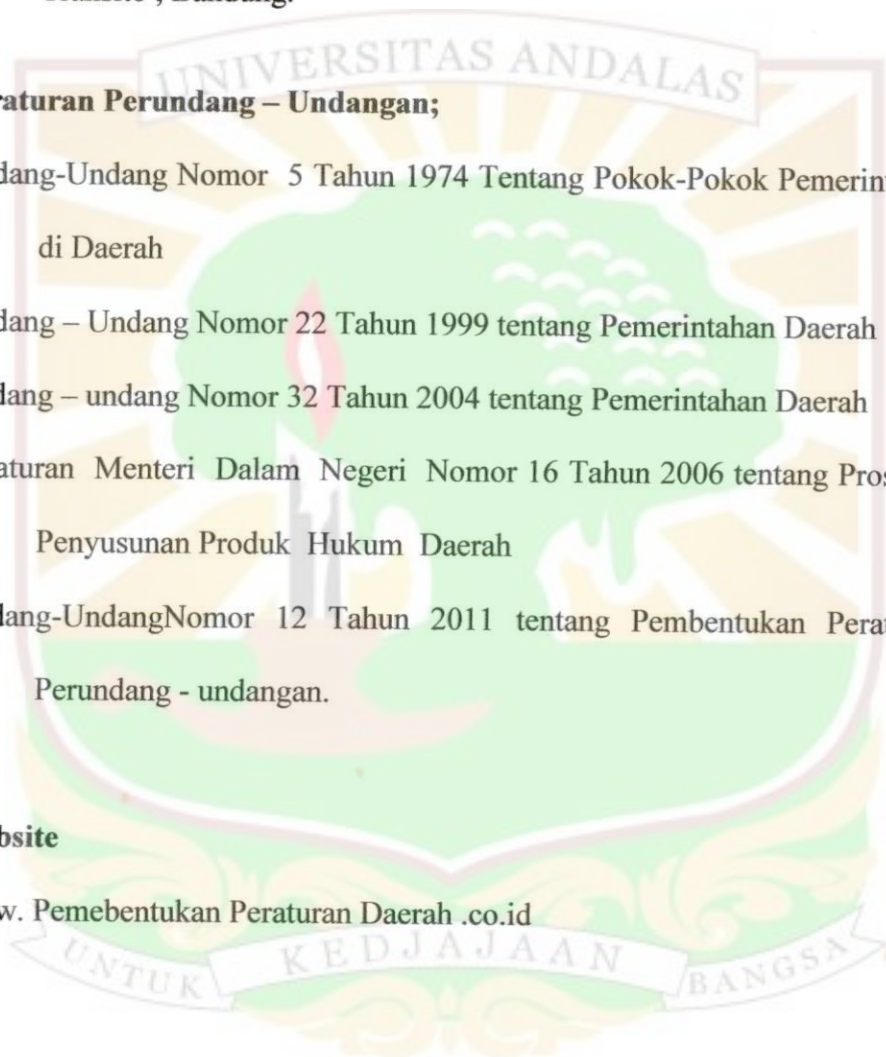 , Bandung.
UNIVERSITAS ANDALAS
raturan Perundang – Undangan;
dang-Undang Nomor 5 Tahun 1974 Tentang Pokok-Pokok Pemerin
di Daerah
dang – Undang Nomor 22 Tahun 1999 tentang Pemerintahan Daerah
dang – undang Nomor 32 Tahun 2004 tentang Pemerintahan Daerah
aturan Menteri Dalam Negeri Nomor 16 Tahun 2006 tentang Pros
Penyusunan Produk Hukum Daerah
dang-UndangNomor 12 Tahun 2011 tentang Pembentukan Perat
Perundang - undangan.
bsite
w. Pemebentukan Peraturan Daerah .co.id
UNTUK KEDJAJAAN BANGSA